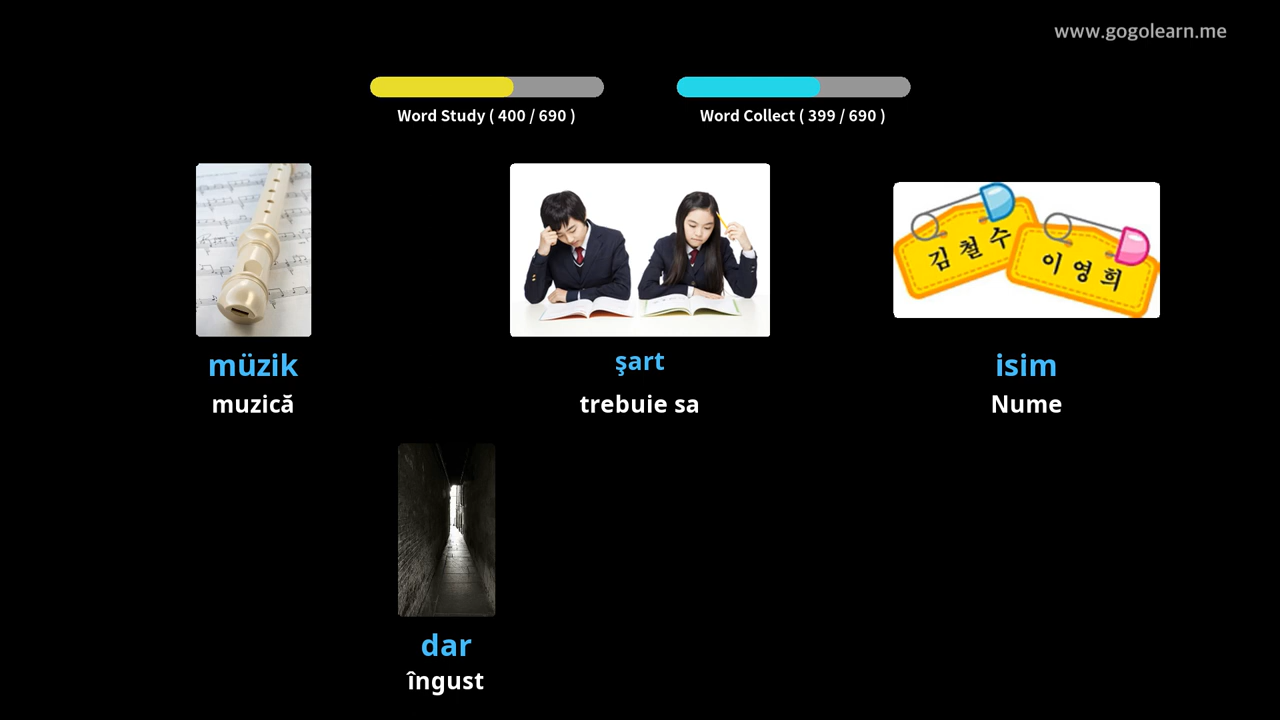 www.gogolearn.me
Word Study ( 400 / 690 )
Word Collect ( 399 / 690 )
김철수
이영희
müzik
muzică
şart
trebuie sa
isim
Nume
dar
îngust